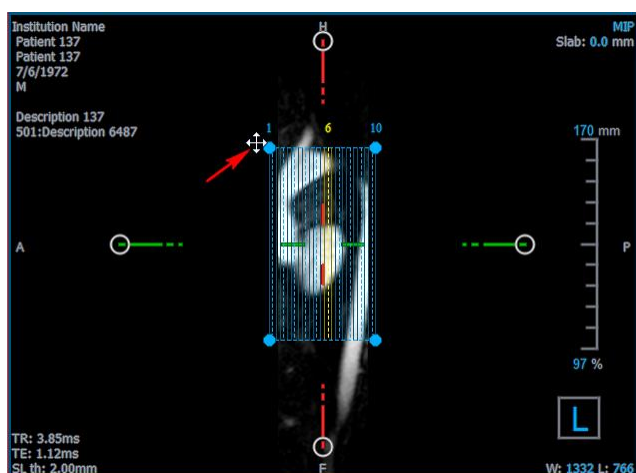 Institution Name
Patient 137
Patient 137
7/6/1972
M
Description 137
501:Description 6487
H
MIP
Slab: 0.0 mm
1
6
10
170 mm
A
P
97 %
L
TR: 3.85ms
TE: 1.12ms
SL th: 2.00mm
F
W: 1332 L: 766